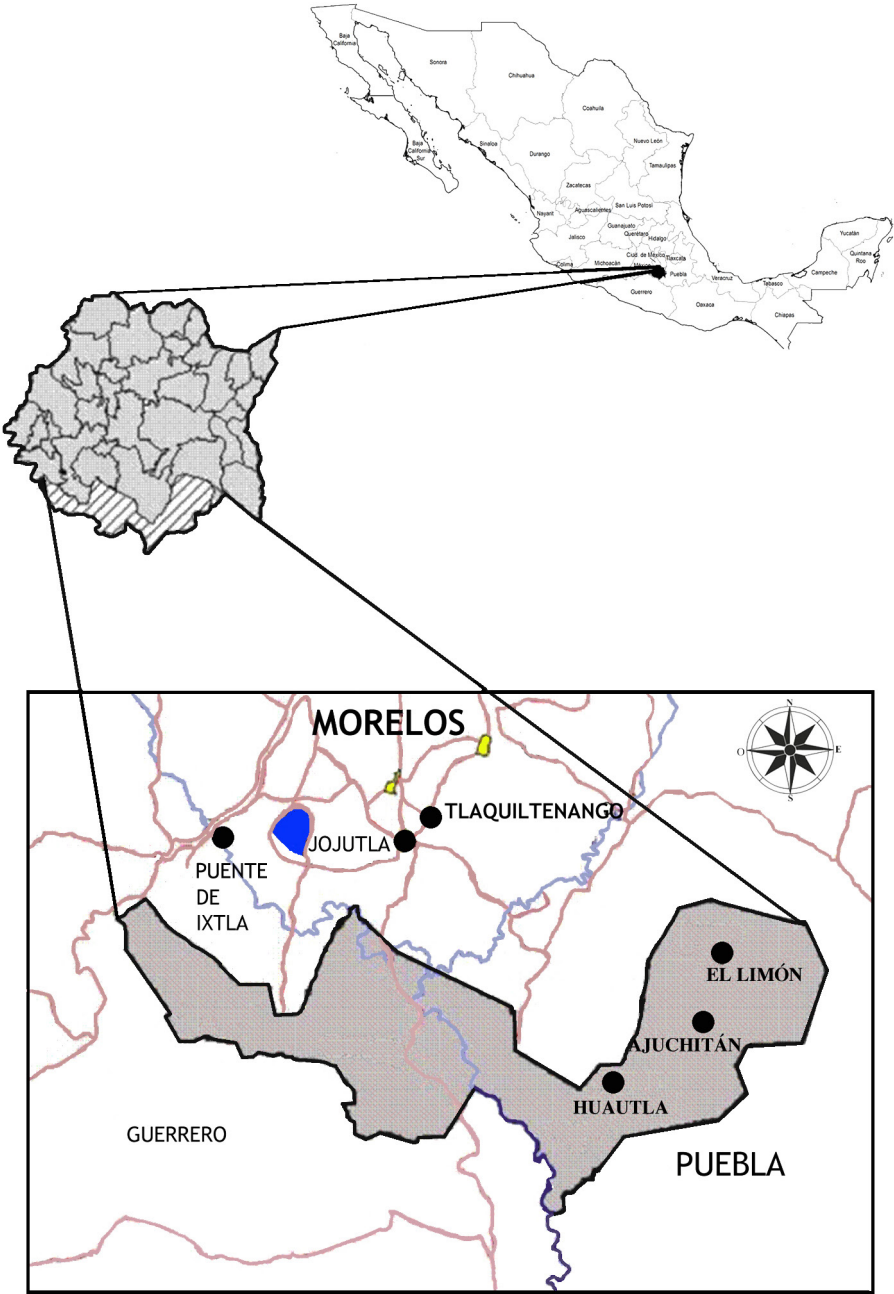 Baja
California
Sonora
Chihuahua
Coahuila
Baja
California
Sur
Sinaloa
Durango
Nuevo León
Tamaulipas
Zacatecas
San Luis Potosí
Nayarit
Aguascalientes
Guanajuato
Querétaro
Hidalgo
Jalisco
Yucatán
Quintana
Roo
Campeche
Colima
Michoacán
Ciud. de México
Tlaxcala
México
Puebla
Veracruz
Tabasco
Guerrero
Oaxaca
Chiapas
MORELOS
N
O
E
S
TLAQUILTENANGO
JOJUTLA
PUENTE
DE
IXTLA
EL LIMÓN
AJUCHITÁN
HUAUTLA
GUERRERO
PUEBLA